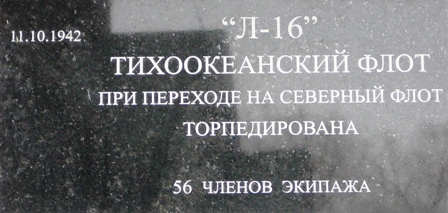 "Л-16"
11.10.1942
ТИХООКЕАНСКИЙ ФЛОТ
ПРИ ПЕРЕХОДЕ НА СЕВЕРНЫЙ ФЛОТ
ТОРПЕДИРОВАНА
56 ЧЛЕНОВ ЭКИПАЖА